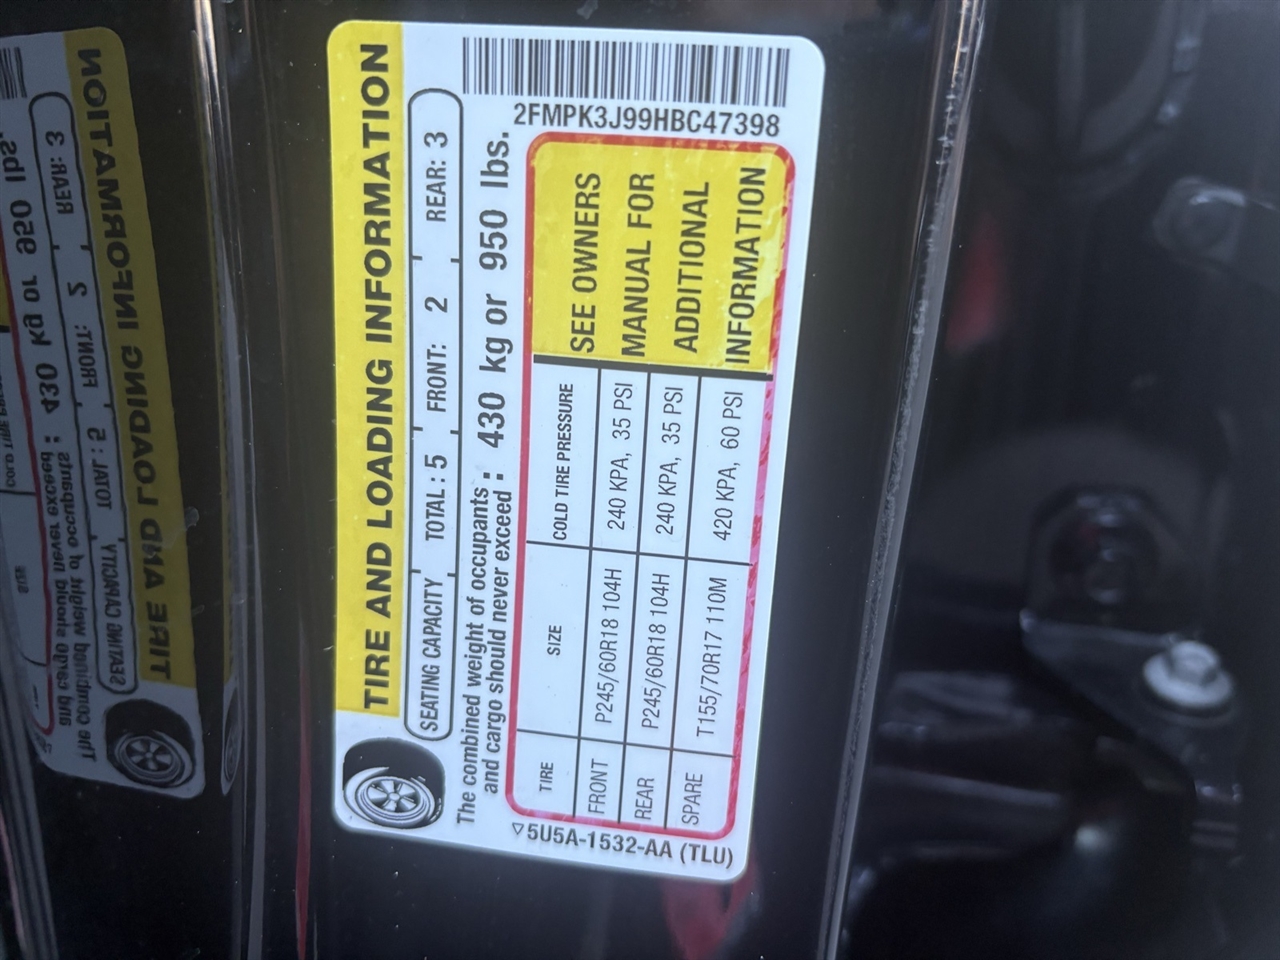 TIRE AND LOADING INFORMATION
SEATING CAPACITY TOTAL : 5 FRONT: 2 REAR: 3
The combined weight of occupants and cargo should never exceed : 430 kg or 950 lbs.
TIRE SIZE COLD TIRE PRESSURE
FRONT P245/60R18 104H 240 KPA, 35 PSI
REAR P245/60R18 104H 240 KPA, 35 PSI
SPARE T155/70R17 110M 420 KPA, 60 PSI
SEE OWNERS
MANUAL FOR
ADDITIONAL
INFORMATION
▽5U5A-1532-AA (TLU)
2FMPK3J99HBC47398